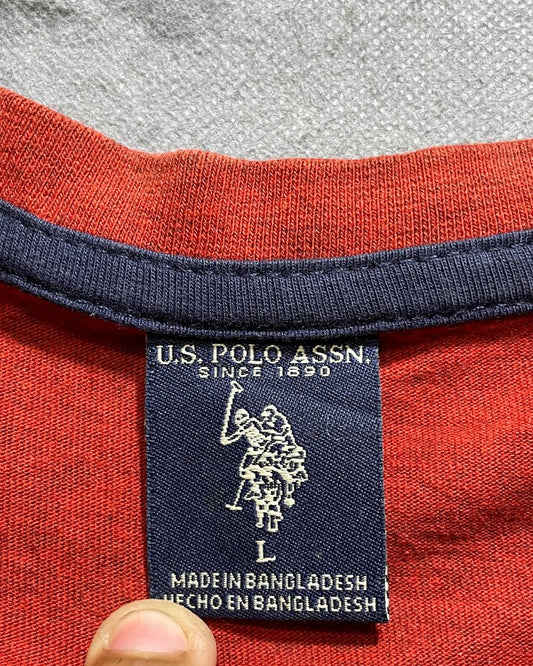 U.S. POLO ASSN.
SINCE 1890
L
MADE IN BANGLADESH
HECHO EN BANGLADESH